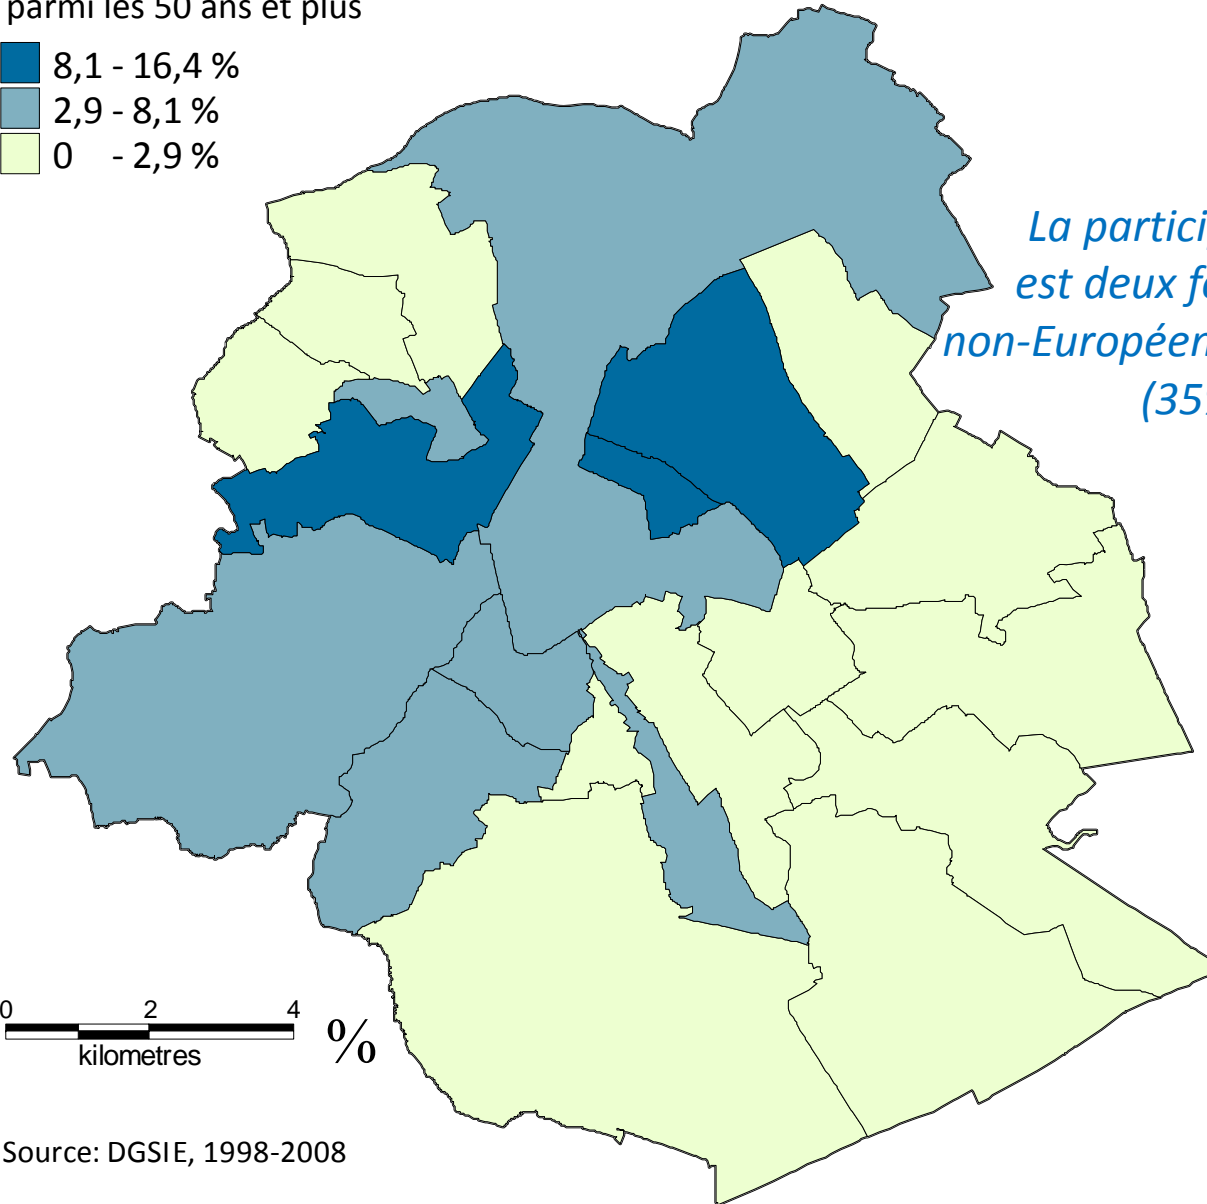 parmi les 50 ans et plus
8,1 - 16,4 %
2,9 - 8,1 %
0 - 2,9 %
La partici
est deux f
non-Européen
(35
0 2 4
kilometres
%
Source: DGSIE, 1998-2008